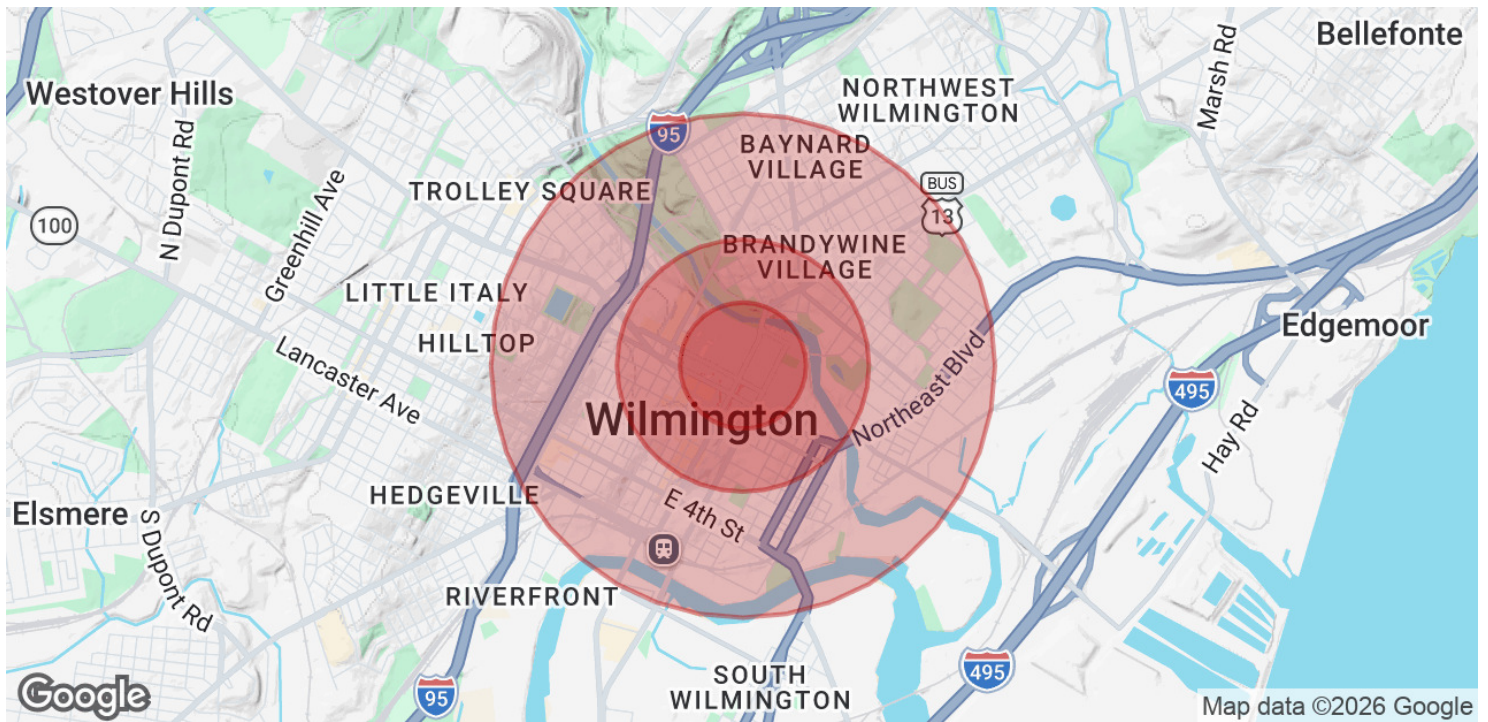 Bellefonte
Westover Hills
NORTHWEST
WILMINGTON
Marsh Rd
95
BAYNARD
VILLAGE
N Dupont Rd
TROLLEY SQUARE
BUS
13
100
Greenhill Ave
BRANDYWINE
VILLAGE
LITTLE ITALY
HILLTOP
Edgemoor
Lancaster Ave
Northeast Blvd
495
Wilmington
Hay Rd
HEDGEVILLE
E 4th St
Elsmere
S Dupont Rd
RIVERFRONT
SOUTH
WILMINGTON
495
95
Google
Map data ©2026 Google